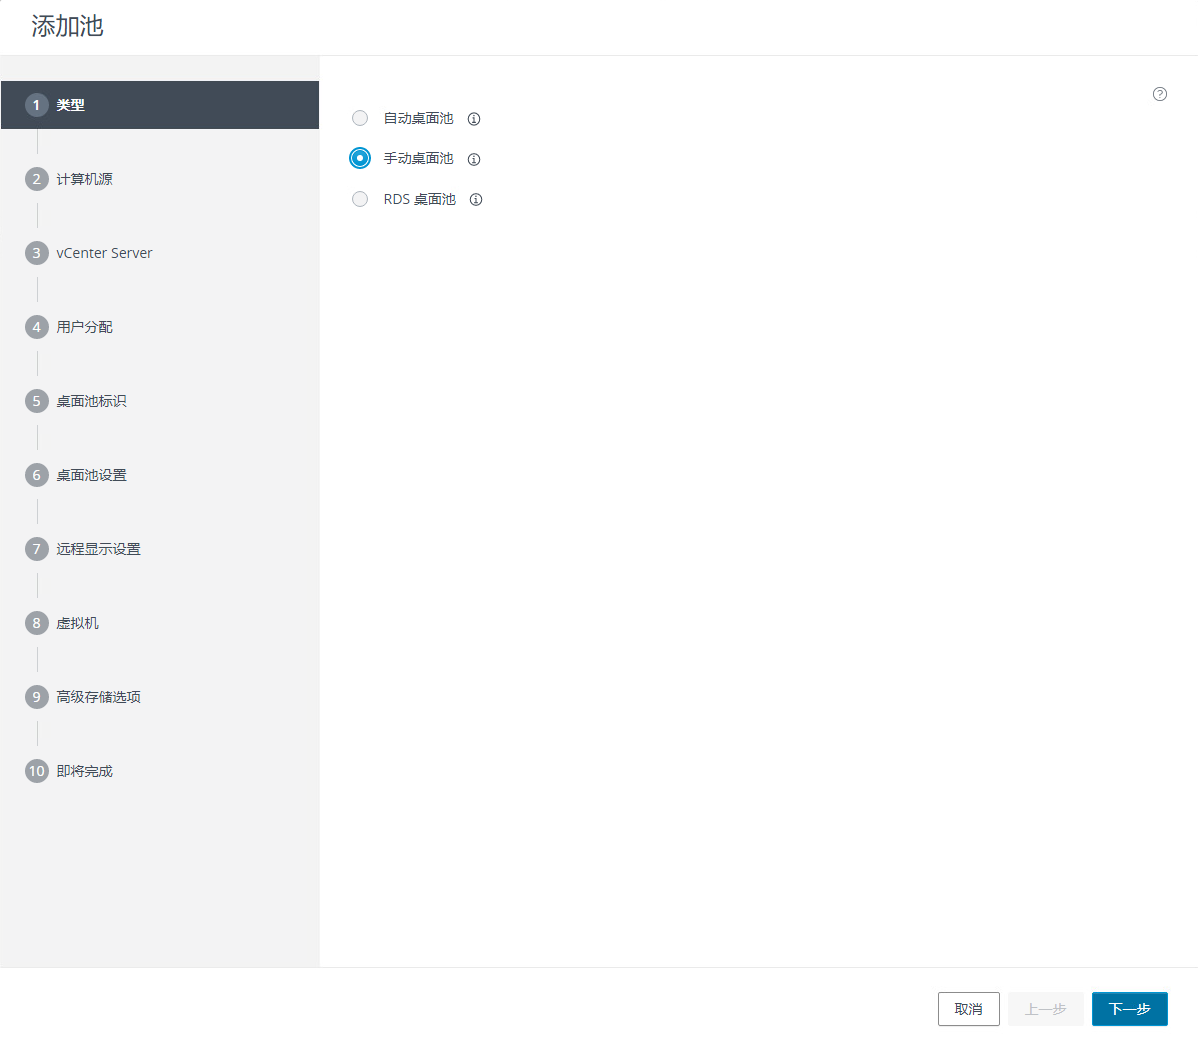 添加池
1 类型
2 计算机源
3 vCenter Server
4 用户分配
5 桌面池标识
6 桌面池设置
7 远程显示设置
8 虚拟机
9 高级存储选项
10 即将完成
自动桌面池
手动桌面池
RDS 桌面池
取消 上一步 下一步